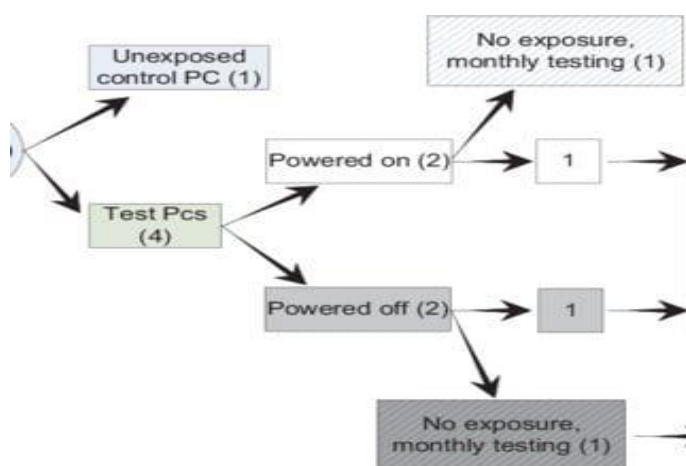 Unexposed
control PC (1)
No exposure,
monthly testing (1)
Powered on (2)
1
Test Pcs
(4)
Powered off (2)
1
No exposure,
monthly testing (1)